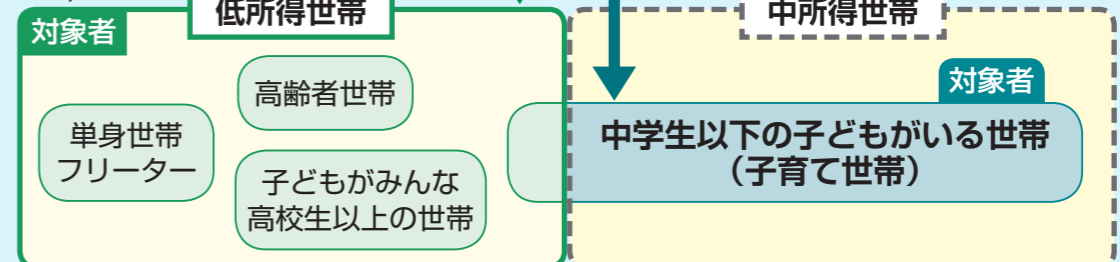 低所得世帯
中所得世帯
対象者
対象者
高齢者世帯
単身世帯
フリーター
子どもがみんな
高校生以上の世帯
中学生以下の子どもがいる世帯
（子育て世帯）